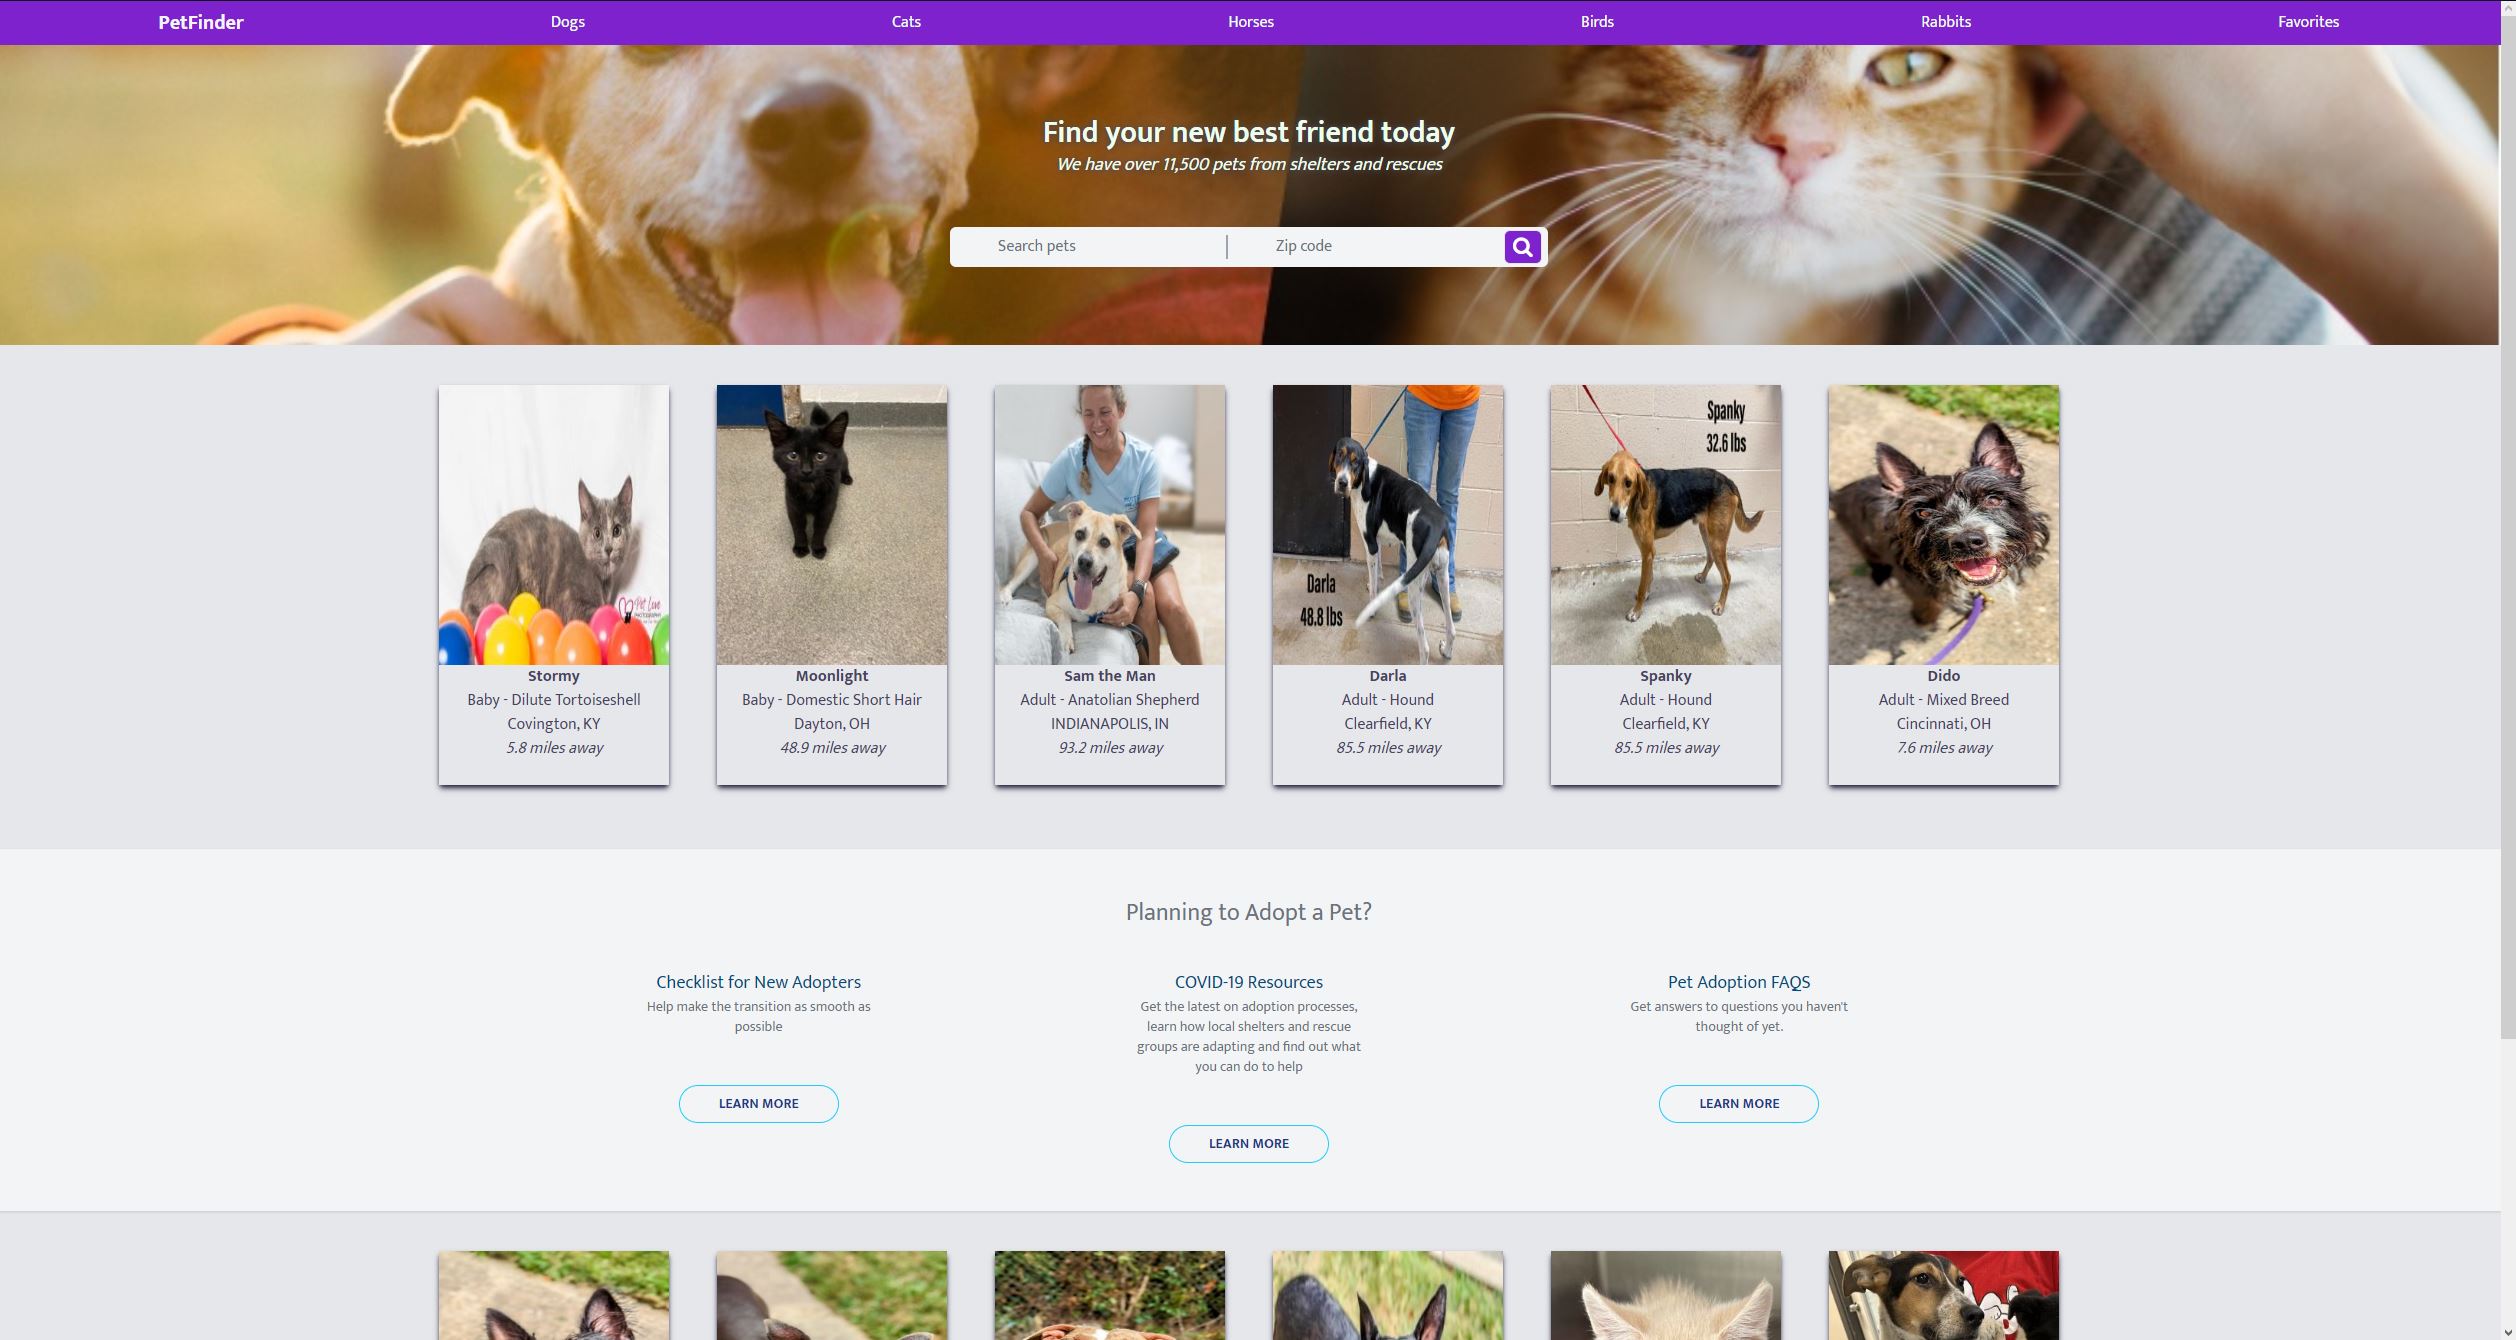 PetFinder
Dogs
Cats
Horses
Birds
Rabbits
Favorites
Find your new best friend today
We have over 11,500 pets from shelters and rescues
Search pets
Zip code
Pet Love
Darla
48.8 lbs
Spanky
32.6 lbs
Stormy
Baby - Dilute Tortoiseshell
Covington, KY
5.8 miles away
Moonlight
Baby - Domestic Short Hair
Dayton, OH
48.9 miles away
Sam the Man
Adult - Anatolian Shepherd
INDIANAPOLIS, IN
93.2 miles away
Darla
Adult - Hound
Clearfield, KY
85.5 miles away
Spanky
Adult - Hound
Clearfield, KY
85.5 miles away
Dido
Adult - Mixed Breed
Cincinnati, OH
7.6 miles away
Planning to Adopt a Pet?
Checklist for New Adopters
Help make the transition as smooth as
possible
LEARN MORE
COVID-19 Resources
Get the latest on adoption processes,
learn how local shelters and rescue
groups are adapting and find out what
you can do to help
LEARN MORE
Pet Adoption FAQS
Get answers to questions you haven't
thought of yet.
LEARN MORE